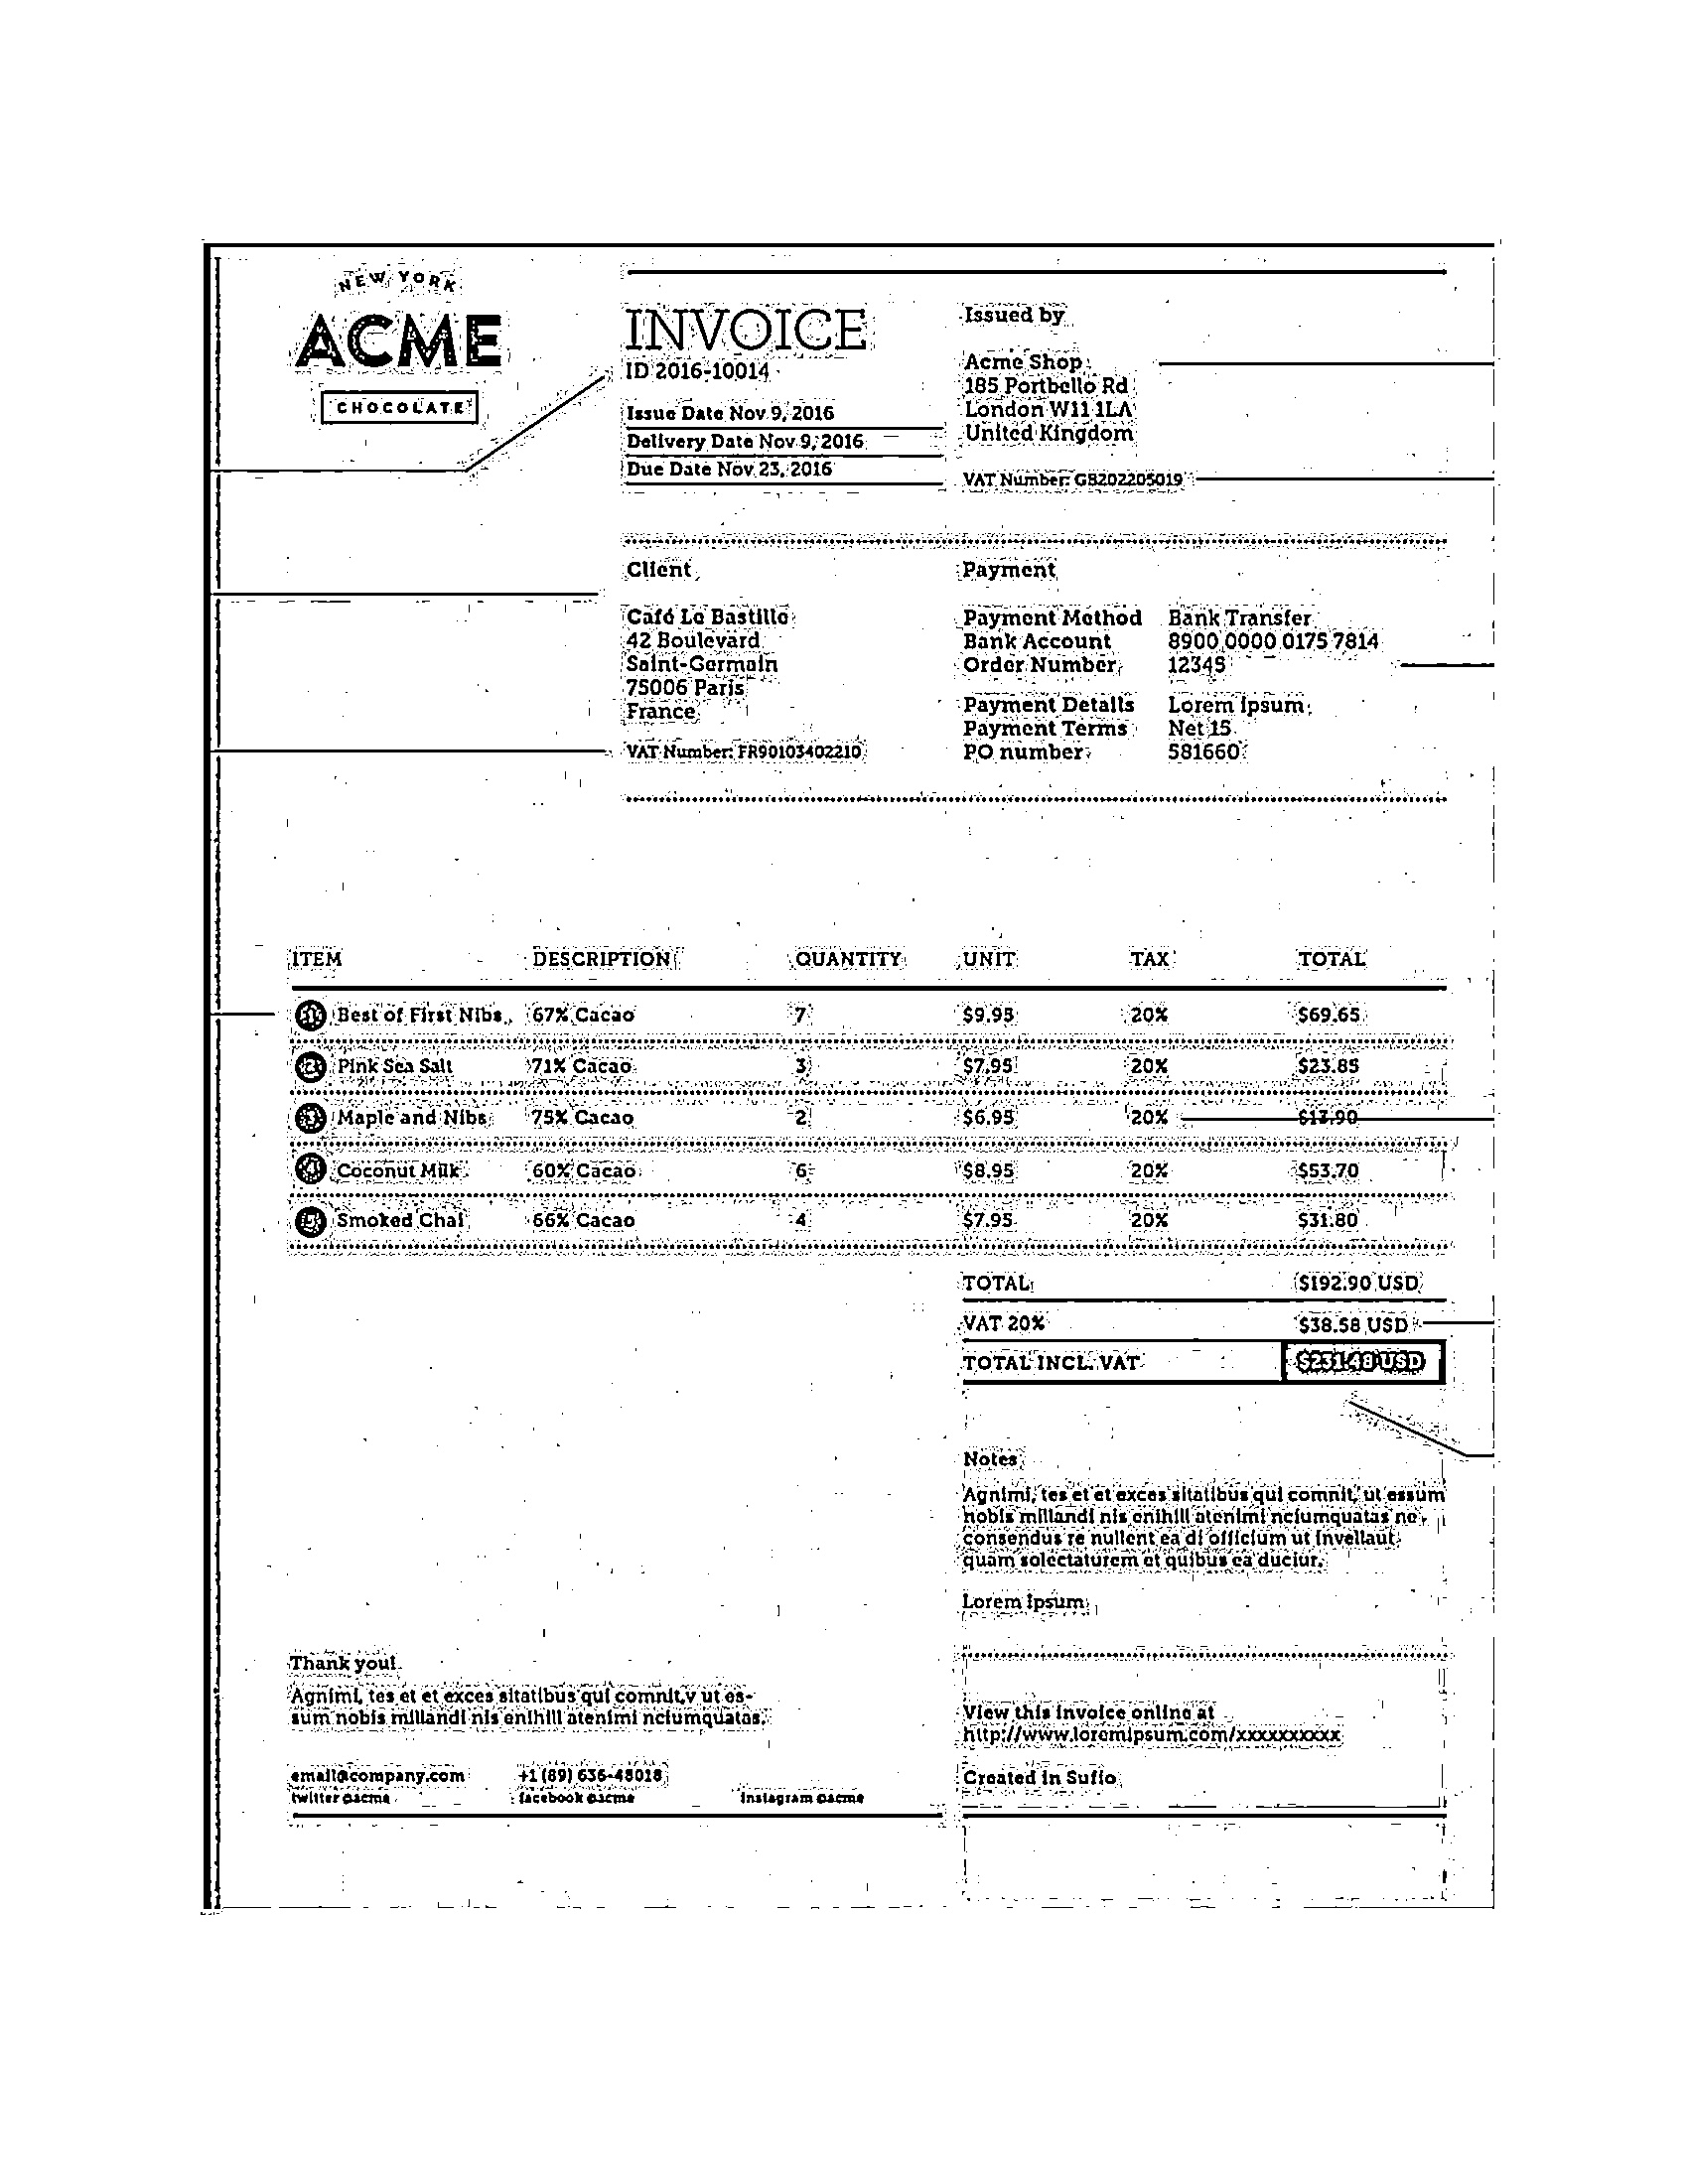 NEW YORK
ACME
CHOCOLATE
INVOICE
ID 2016-10014
Issue Date Nov 9, 2016
Delivery Date Nov 9, 2016
Due Date Nov 23, 2016
Issued by
Acme Shop
185 Portbello Rd
London W11 1LA
United Kingdom
VAT Number: GB202205019
Client
Café La Bastille
42 Boulevard
Saint-Germain
75006 Paris
France
VAT Number: FR90103402210
Payment
Payment Method Bank Transfer
Bank Account 8900 0000 0175 7814
Order Number 12345
Payment Details Lorem Ipsum
Payment Terms Net 15
PO number 581660
ITEM DESCRIPTION QUANTITY UNIT TAX TOTAL
1 Best of First Nibs 67% Cacao 7 $9.95 20% $69.65
2 Pink Sea Salt 71% Cacao 3 $7.95 20% $23.85
3 Maple and Nibs 75% Cacao 2 $6.95 20% $13.90
4 Coconut Milk 60% Cacao 6 $8.95 20% $53.70
5 Smoked Chai 66% Cacao 4 $7.95 20% $31.80
TOTAL $192.90 USD
VAT 20% $38.58 USD
TOTAL INCL. VAT $231.48 USD
Notes
Agnimi, tes et et exces sitatibus qui comnit, ut essum
nobis millandi nis enihill atenimi nciumquatas ne
consendus re nullent ea di officium ut invellaut
quam solectaturem et quibus ea duciur.
Lorem Ipsum
Thank you!
Agnimi, tes et et exces sitatibus qui comnit,v ut es-
sum nobis millandi nis enihill atenimi nciumquatas.
email@company.com +1 (89) 636-48018
twitter @acme facebook @acme instagram @acme
View this invoice online at
http://www.loremipsum.com/xxxxxxxxxx
Created in Sufio